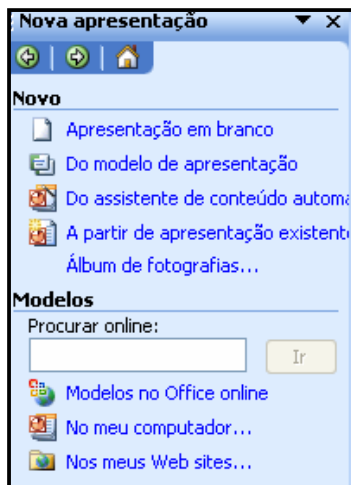 Nova apresentação
Novo
Apresentação em branco
Do modelo de apresentação
Do assistente de conteúdo automá
A partir de apresentação existent
Álbum de fotografias...
Modelos
Procurar online:
Ir
Modelos no Office online
No meu computador...
Nos meus Web sites...